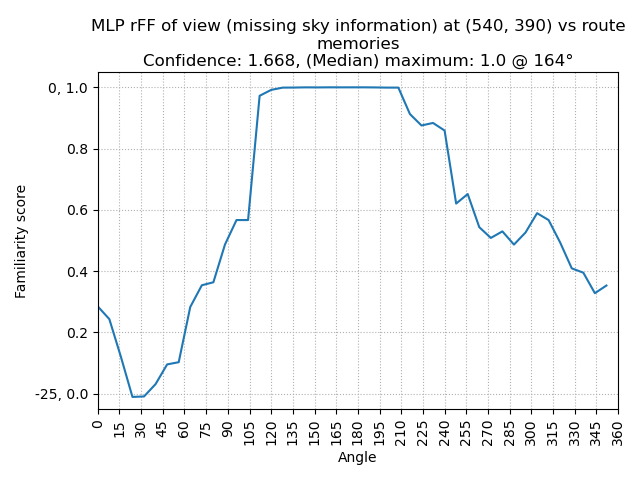 MLP rFF of view (missing sky information) at (540, 390) vs route
memories
Confidence: 1.668, (Median) maximum: 1.0 @ 164°
0, 1.0
0.8
0.6
0.4
0.2
-25, 0.0
Familiarity score
0 15 30 45 60 75 90 105 120 135 150 165 180 195 210 225 240 255 270 285 300 315 330 345 360
Angle